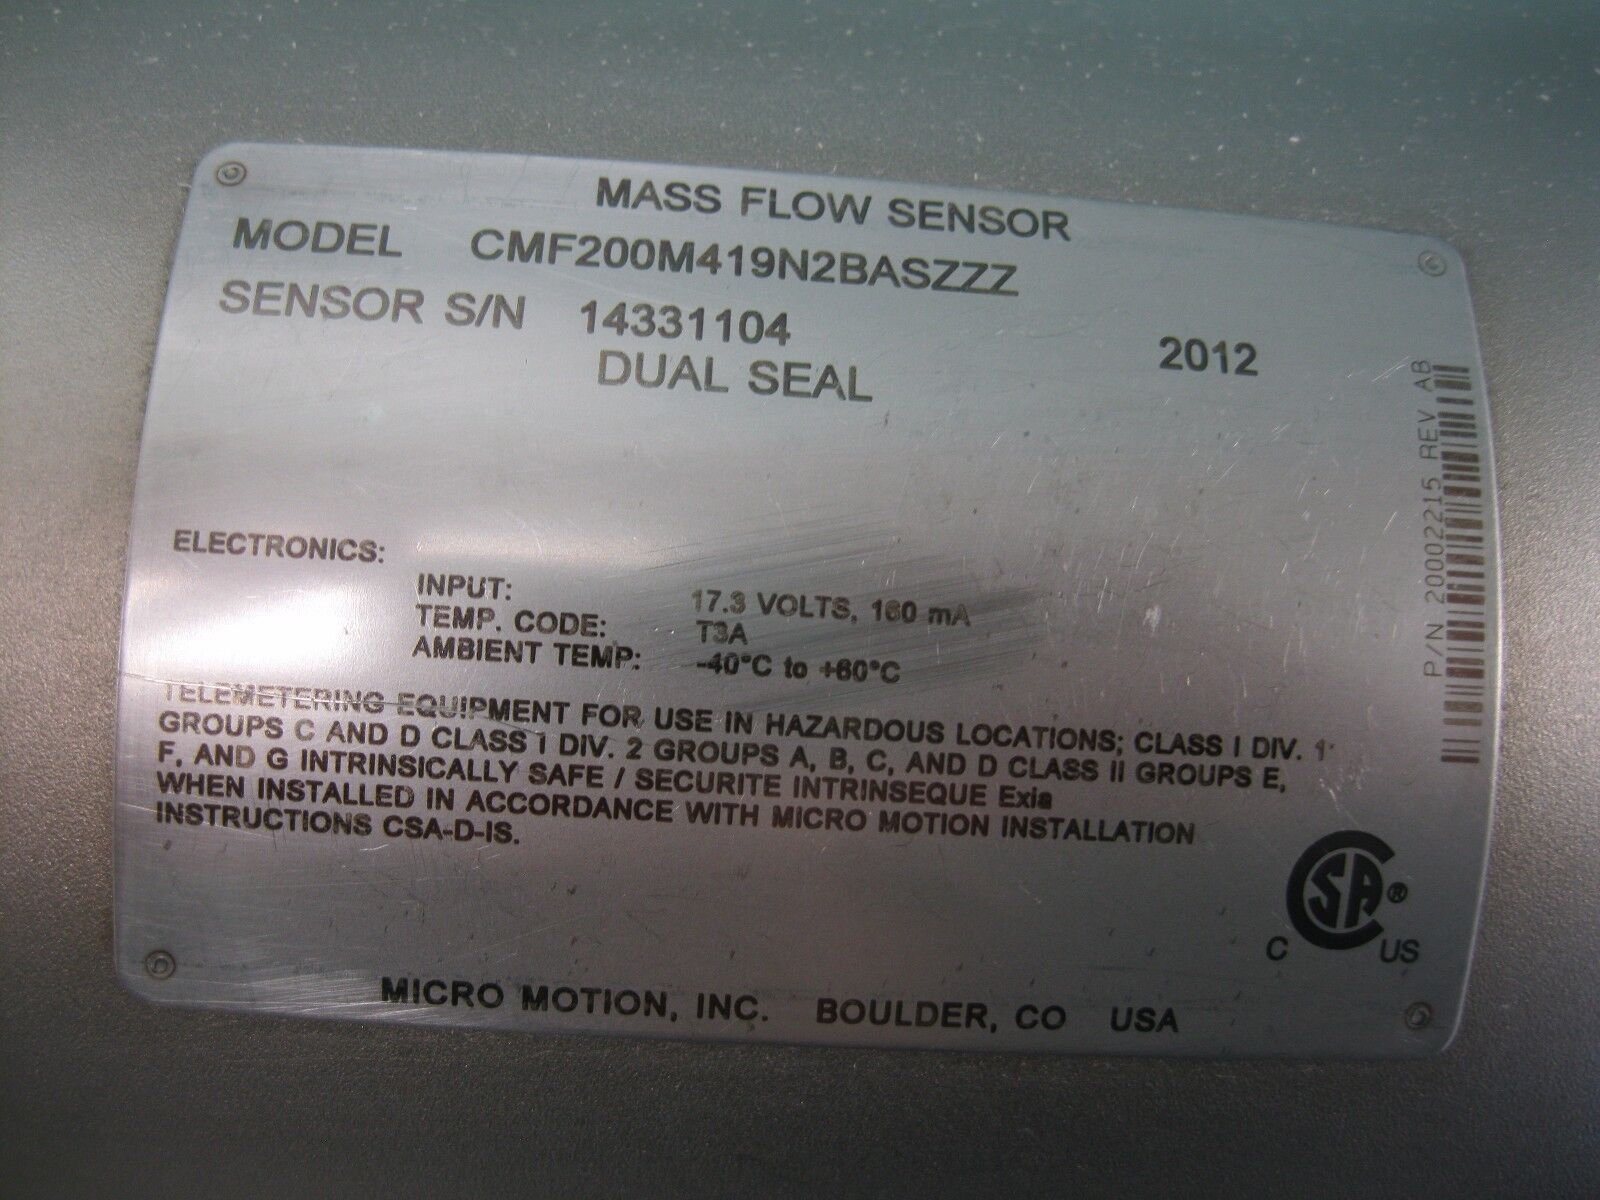 MASS FLOW SENSOR
MODEL CMF200M419N2BASZZZ
SENSOR S/N 14331104
DUAL SEAL
2012
P/N 20002215 REV AB
ELECTRONICS:
INPUT: 17.3 VOLTS, 160 mA
TEMP. CODE: T3A
AMBIENT TEMP: -40°C to +60°C
TELEMETERING EQUIPMENT FOR USE IN HAZARDOUS LOCATIONS; CLASS I DIV. 1
GROUPS C AND D CLASS I DIV. 2 GROUPS A, B, C, AND D CLASS II GROUPS E,
F, AND G INTRINSICALLY SAFE / SECURITE INTRINSEQUE Exia
WHEN INSTALLED IN ACCORDANCE WITH MICRO MOTION INSTALLATION
INSTRUCTIONS CSA-D-IS.
C SA ® US
MICRO MOTION, INC. BOULDER, CO USA